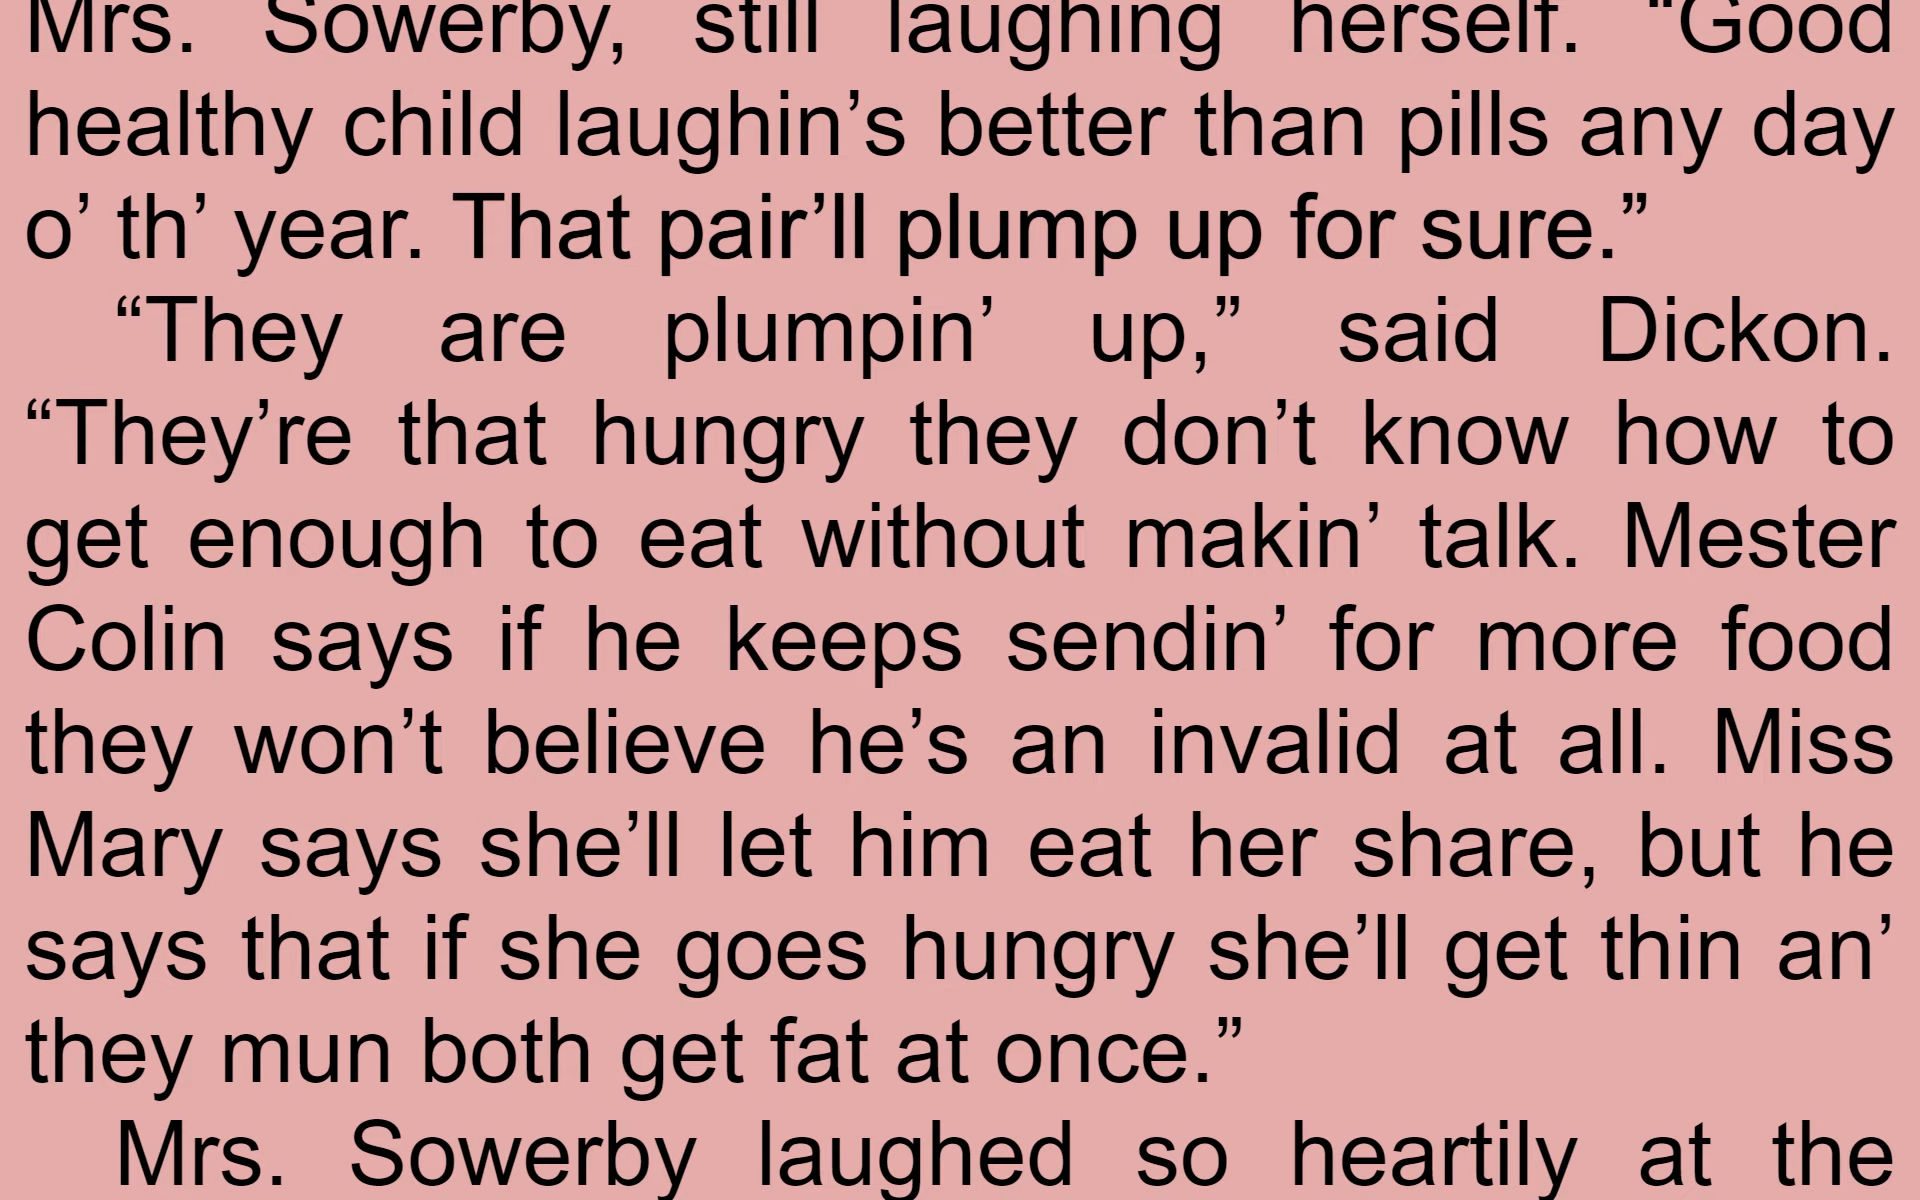 Mrs. Sowerby, still laughing herself. “Good
healthy child laughin’s better than pills any day
o’ th’ year. That pair’ll plump up for sure.”
“They are plumpin’ up,” said Dickon.
“They’re that hungry they don’t know how to
get enough to eat without makin’ talk. Mester
Colin says if he keeps sendin’ for more food
they won’t believe he’s an invalid at all. Miss
Mary says she’ll let him eat her share, but he
says that if she goes hungry she’ll get thin an’
they mun both get fat at once.”
Mrs. Sowerby laughed so heartily at the